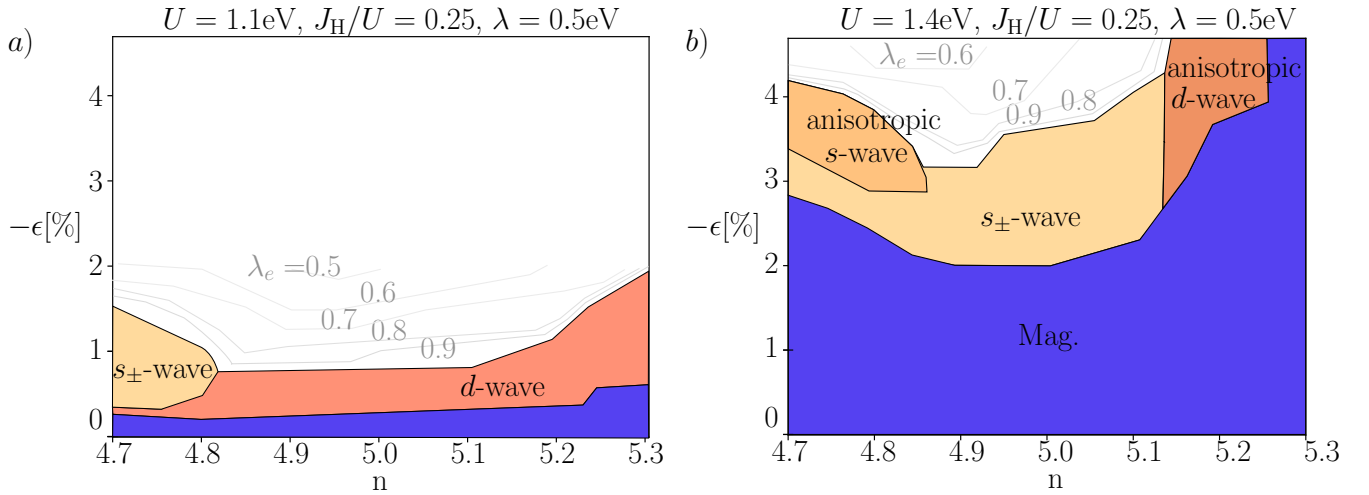 a)
U = 1.1eV, J_H/U = 0.25, λ = 0.5eV
4
3
−ϵ[%]
2
1
0
λ_e =0.5
0.6
0.7
0.8
0.9
s±-wave
d-wave
4.7 4.8 4.9 5.0 5.1 5.2 5.3
n
b)
U = 1.4eV, J_H/U = 0.25, λ = 0.5eV
4
3
−ϵ[%]
2
1
0
λ_e =0.6
0.7
0.8
0.9
anisotropic
s-wave
anisotropic
d-wave
s±-wave
Mag.
4.7 4.8 4.9 5.0 5.1 5.2 5.3
n